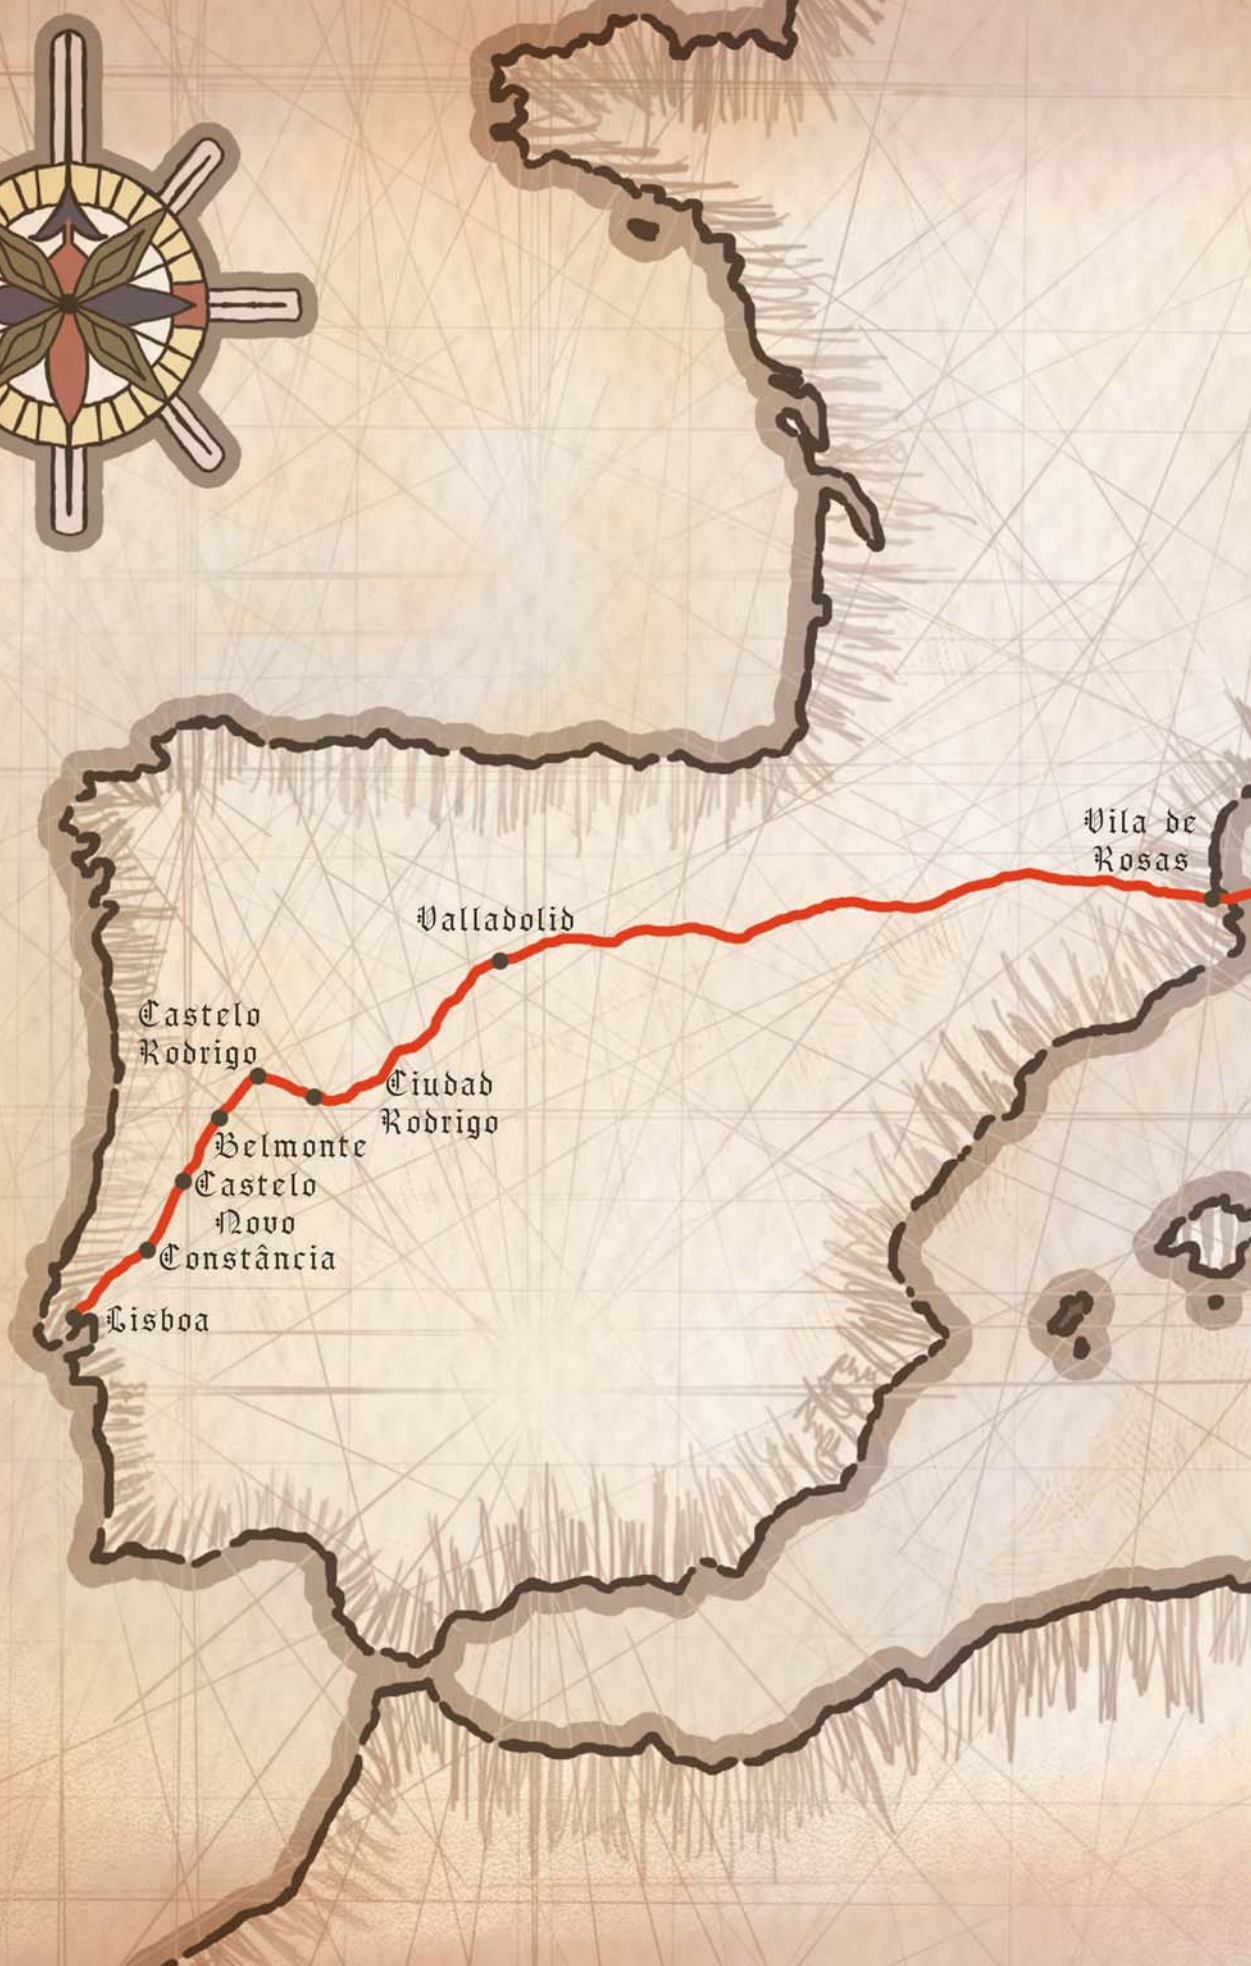 Vila de
Rosas
Valladolid
Castelo
Rodrigo
Ciudad
Rodrigo
Belmonte
Castelo
Novo
Constância
Lisboa